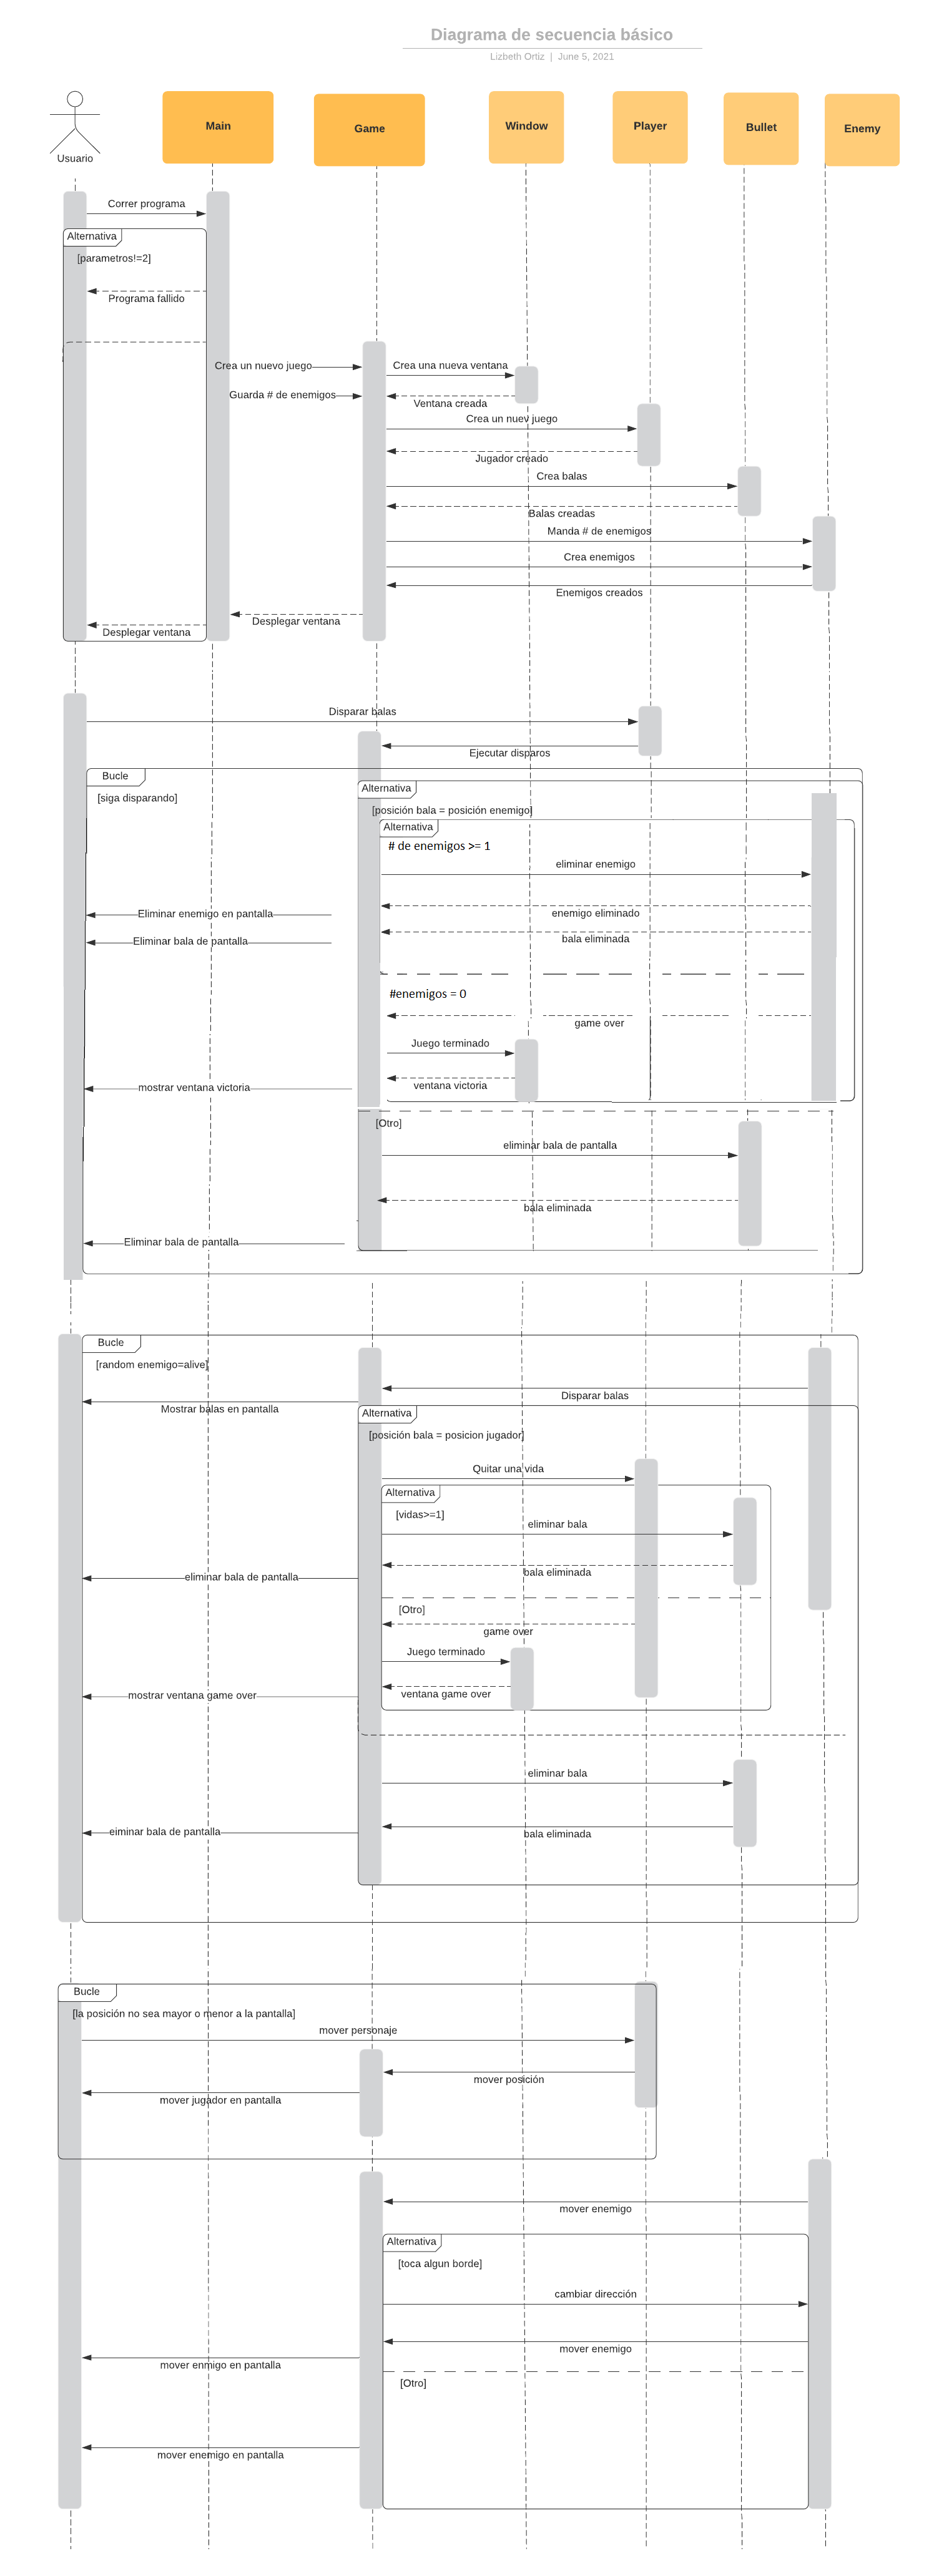 Diagrama de secuencia básico
Lizbeth Ortiz | June 5, 2021
Usuario
Main
Game
Window
Player
Bullet
Enemy
Correr programa
Alternativa
[parametros!=2]
Programa fallido
Crea un nuevo juego
Crea una nueva ventana
Guarda # de enemigos
Ventana creada
Crea un nuev juego
Jugador creado
Crea balas
Balas creadas
Manda # de enemigos
Crea enemigos
Enemigos creados
Desplegar ventana
Desplegar ventana
Disparar balas
Ejecutar disparos
Bucle
[siga disparando]
Alternativa
[posición bala = posición enemigo]
Alternativa
# de enemigos >= 1
eliminar enemigo
enemigo eliminado
Eliminar enemigo en pantalla
bala eliminada
Eliminar bala de pantalla
#enemigos = 0
game over
Juego terminado
ventana victoria
mostrar ventana victoria
[Otro]
eliminar bala de pantalla
bala eliminada
Eliminar bala de pantalla
Bucle
[random enemigo=alive]
Disparar balas
Mostrar balas en pantalla
Alternativa
[posición bala = posicion jugador]
Quitar una vida
Alternativa
[vidas>=1]
eliminar bala
bala eliminada
eliminar bala de pantalla
[Otro]
game over
Juego terminado
ventana game over
mostrar ventana game over
eliminar bala
eiminar bala de pantalla
bala eliminada
Bucle
[la posición no sea mayor o menor a la pantalla]
mover personaje
mover posición
mover jugador en pantalla
mover enemigo
Alternativa
[toca algun borde]
cambiar dirección
mover enemigo
mover enmigo en pantalla
[Otro]
mover enemigo en pantalla